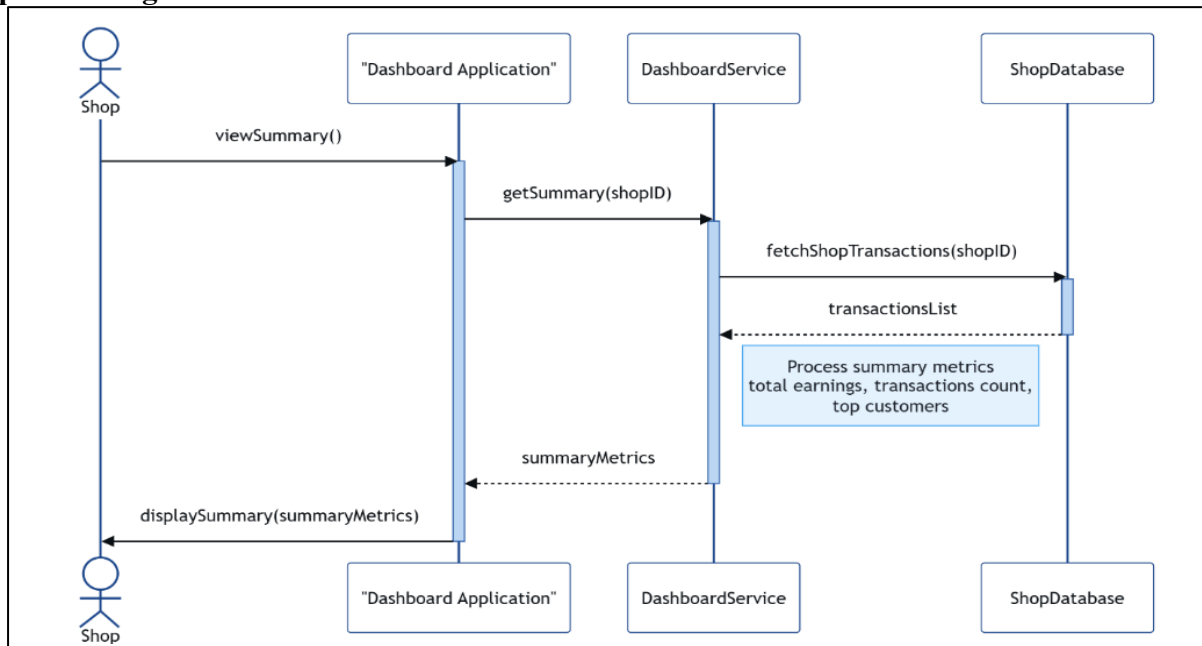 Shop
"Dashboard Application"
DashboardService
ShopDatabase
viewSummary()
getSummary(shopID)
fetchShopTransactions(shopID)
transactionsList
Process summary metrics
total earnings, transactions count,
top customers
summaryMetrics
displaySummary(summaryMetrics)
Shop
"Dashboard Application"
DashboardService
ShopDatabase